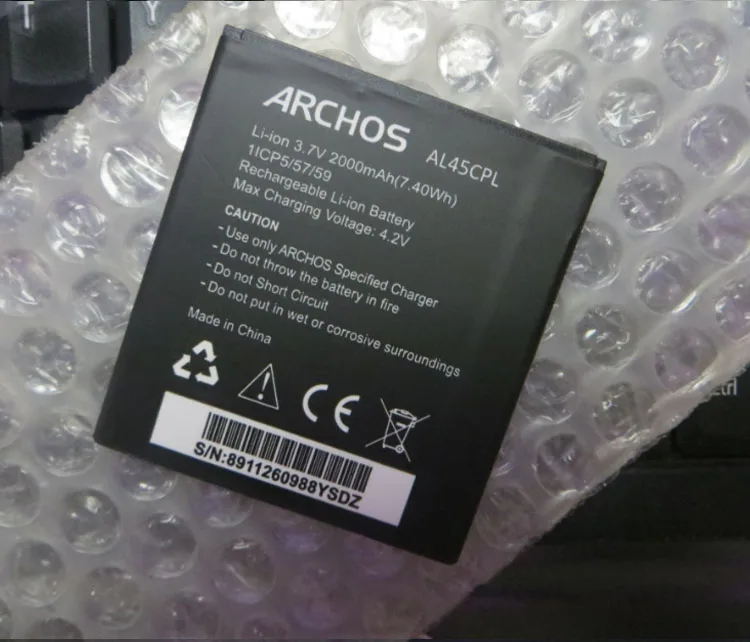 T
Y
ARCHOS AL45CPL
Li-ion 3.7V 2000mAh(7.40Wh)
1ICP5/57/59
Rechargeable Li-ion Battery
Max Charging Voltage: 4.2V
CAUTION
-Use only ARCHOS Specified Charger
-Do not throw the battery in fire
-Do not Short Circuit
-Do not put in wet or corrosive surroundings
Made in China
CE
S/N:8911260988YSDZ